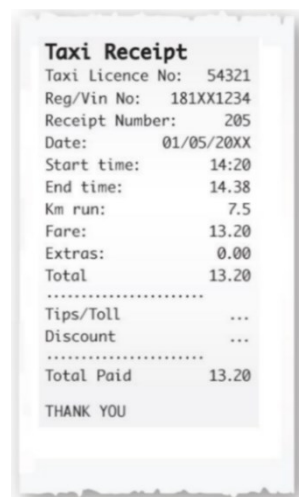 Taxi Receipt
Taxi Licence No: 54321
Reg/Vin No: 181XX1234
Receipt Number: 205
Date: 01/05/20XX
Start time: 14:20
End time: 14.38
Km run: 7.5
Fare: 13.20
Extras: 0.00
Total 13.20
.......................
Tips/Toll ...
Discount ...
.......................
Total Paid 13.20
THANK YOU